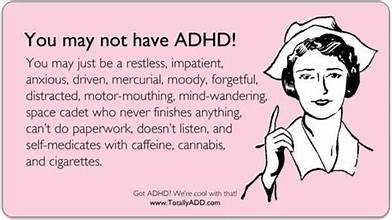 You may not have ADHD!
You may just be a restless, impatient,
anxious, driven, mercurial, moody, forgetful,
distracted, motor-mouthing, mind-wandering,
space cadet who never finishes anything,
can't do paperwork, doesn't listen, and
self-medicates with caffeine, cannabis,
and cigarettes.
Got ADHD? We're cool with that!
www.TotallyADD.com